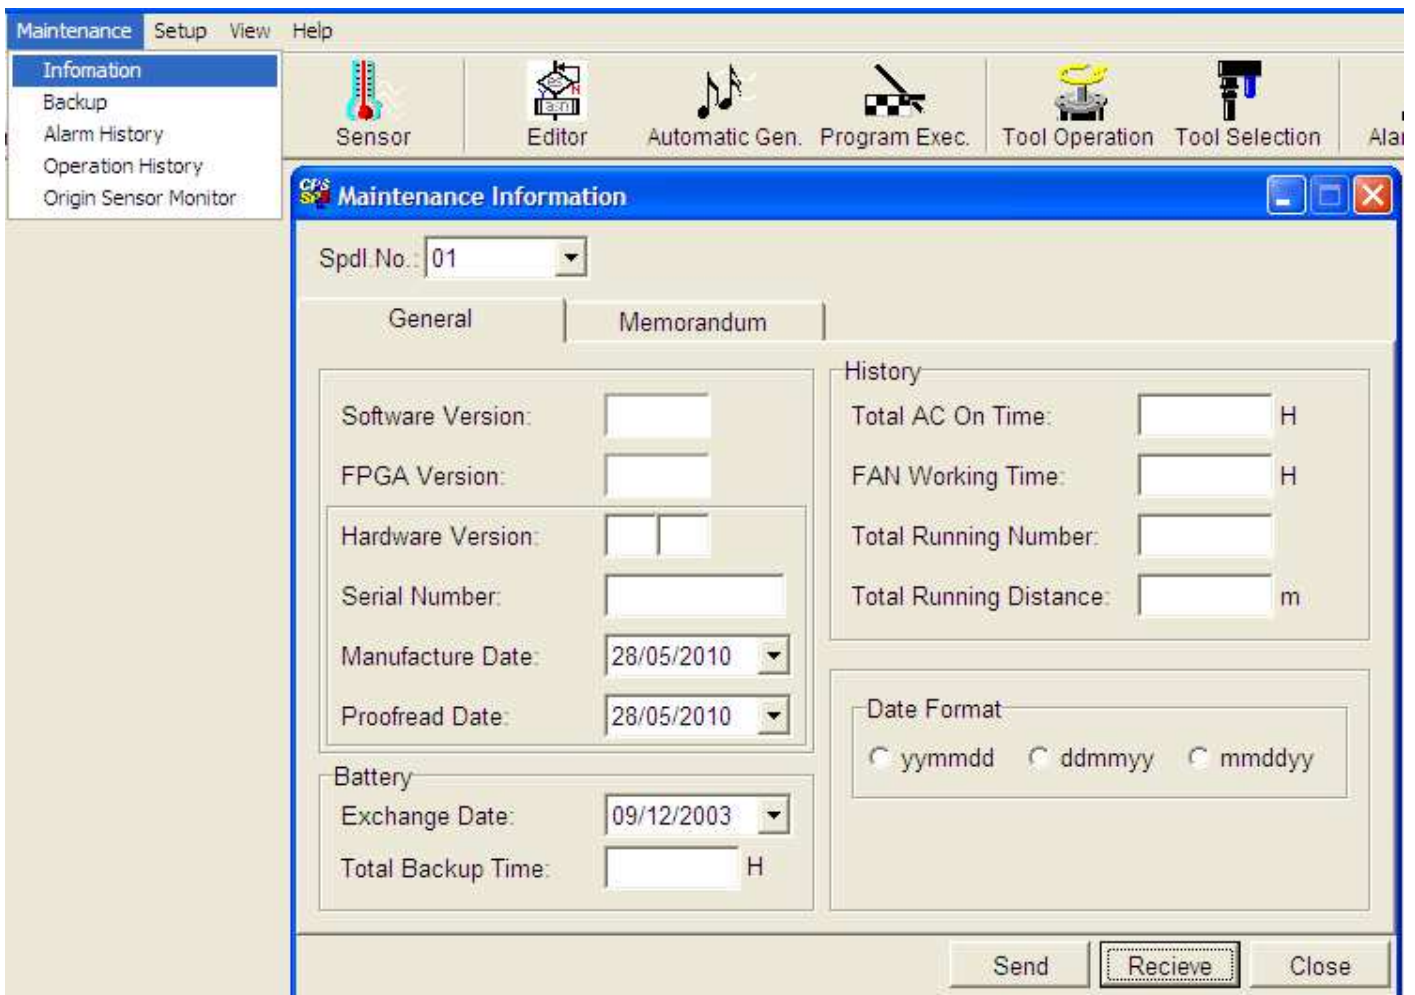 Maintenance Setup View Help
Infomation
Backup
Alarm History
Operation History
Origin Sensor Monitor
Sensor Editor Automatic Gen. Program Exec. Tool Operation Tool Selection
Maintenance Information
Spdl.No.: 01
General Memorandum
Software Version:
FPGA Version:
Hardware Version:
Serial Number:
Manufacture Date: 28/05/2010
Proofread Date: 28/05/2010
Battery
Exchange Date: 09/12/2003
Total Backup Time: H
History
Total AC On Time: H
FAN Working Time: H
Total Running Number:
Total Running Distance: m
Date Format
yymmdd ddmmyy mmddyy
Send Recieve Close